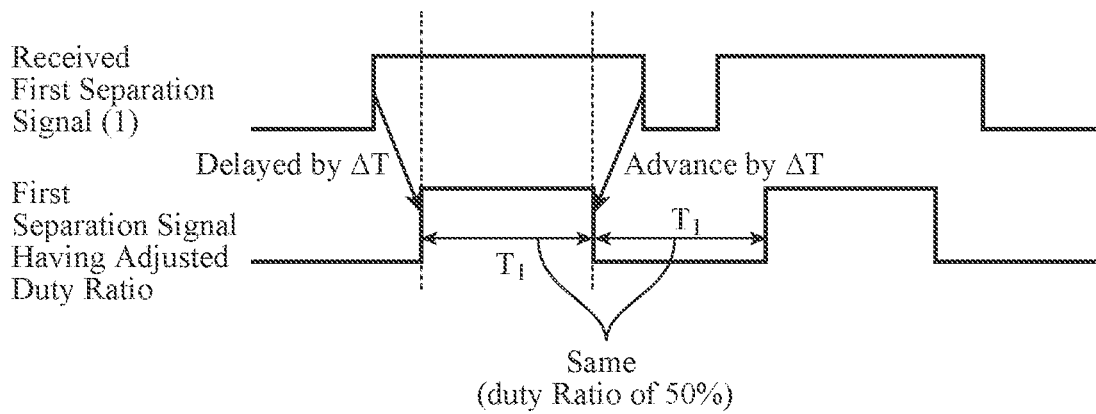 Received
First Separation
Signal (1)
Delayed by ΔT
Advance by ΔT
First
Separation Signal
Having Adjusted
Duty Ratio
T1
T1
Same
(duty Ratio of 50%)